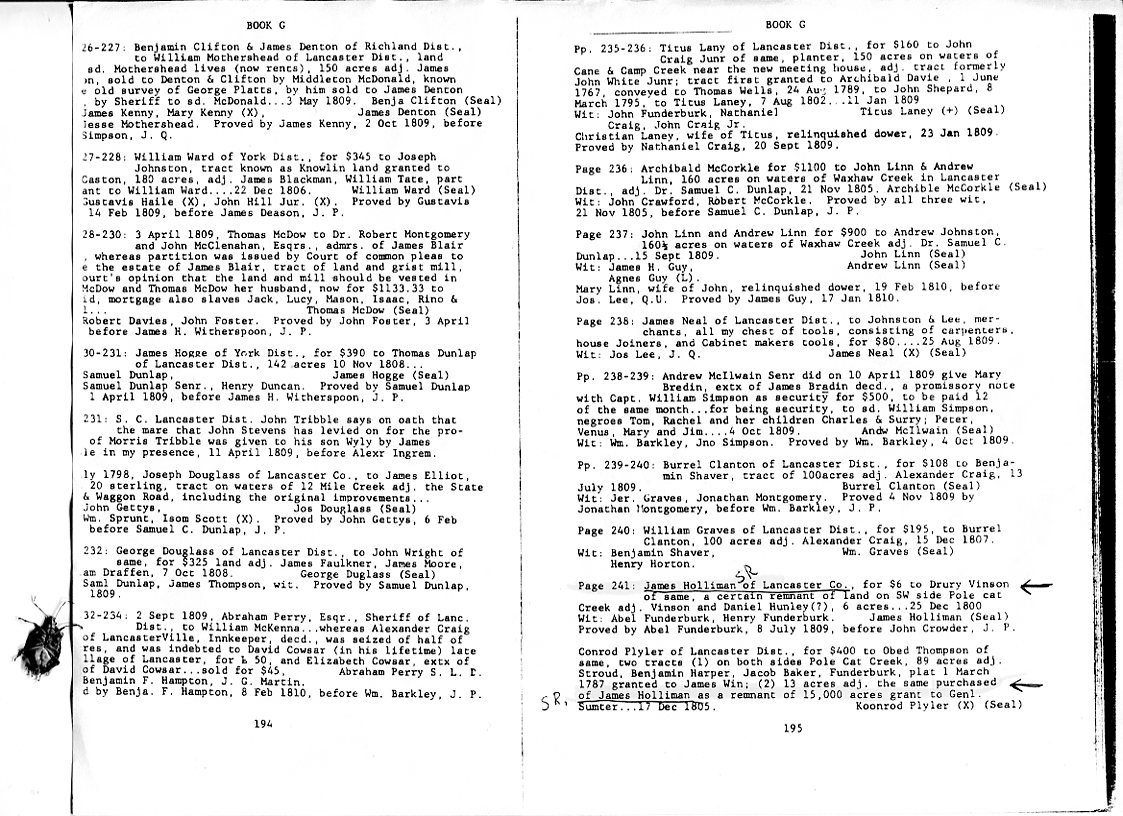 BOOK G
26-227: Benjamin Clifton & James Denton of Richland Dist.,
to William Mothershead of Lancaster Dist., land
sd. Mothershead lives (now rents), 150 acres adj. James
on, sold to Denton & Clifton by Middleton McDonald, known
e old survey of George Platts, by him sold to James Denton
. by Sheriff to sd. McDonald...3 May 1809. Benja Clifton (Seal)
James Kenny, Mary Kenny (X), James Denton (Seal)
Jesse Mothershead. Proved by James Kenny, 2 Oct 1809, before
Simpson, J. Q.
27-228: William Ward of York Dist., for $345 to Joseph
Johnston, tract known as Knowlin land granted to
Caston, 180 acres, adj. James Blackman, William Tate, part
ant to William Ward....22 Dec 1806. William Ward (Seal)
Gustavis Haile (X), John Hill Jur. (X). Proved by Gustavis
14 Feb 1809, before James Deason, J. P.
28-230: 3 April 1809, Thomas McDow to Dr. Robert Montgomery
and John McClenahan, Esqrs., admrs. of James Blair
, whereas partition was issued by Court of common pleas to
e the estate of James Blair, tract of land and grist mill,
ourt's opinion that the land and mill should be vested in
McDow and Thomas McDow her husband, now for $1133.33 to
id, mortgage also slaves Jack, Lucy, Mason, Isaac, Rino &
l... Thomas McDow (Seal)
Robert Davies, John Foster. Proved by John Foster, 3 April
before James H. Witherspoon, J. P.
30-231: James Hogge of York Dist., for $390 to Thomas Dunlap
of Lancaster Dist., 142 acres 10 Nov 1808...
Samuel Dunlap, James Hogge (Seal)
Samuel Dunlap Senr., Henry Duncan. Proved by Samuel Dunlap
1 April 1809, before James H. Witherspoon, J. P.
231: S. C. Lancaster Dist. John Tribble says on oath that
the mare that John Stevens has levied on for the pro-
of Morris Tribble was given to his son Wyly by James
le in my presence, 11 April 1809, before Alexr Ingrem.
ly 1798, Joseph Douglass of Lancaster Co., to James Elliot,
20 sterling, tract on waters of 12 Mile Creek adj. the State
& Waggon Road, including the original improvements...
John Gettys, Jos Douglass (Seal)
Wm. Sprunt, Isom Scott (X). Proved by John Gettys, 6 Feb
before Samuel C. Dunlap, J. P.
232: George Douglass of Lancaster Dist., to John Wright of
same, for $325 land adj. James Faulkner, James Moore,
am Draffen, 7 Oct 1808. George Duglass (Seal)
Saml Dunlap, James Thompson, wit. Proved by Samuel Dunlap,
1809.
32-234: 2 Sept 1809, Abraham Perry, Esqr., Sheriff of Lanc.
Dist., to William McKenna...whereas Alexander Craig
of LancasterVille, Innkeeper, decd., was seized of half of
res, and was indebted to David Cowsar (in his lifetime) late
llage of Lancaster, for ₤ 50, and Elizabeth Cowsar, extx of
of David Cowsar...sold for $45, Abraham Perry S. L. D.
Benjamin F. Hampton, J. G. Martin.
d by Benja. F. Hampton, 8 Feb 1810, before Wm. Barkley, J. P.
194
BOOK G
Pp. 235-236: Titus Lany of Lancaster Dist., for $160 to John
Craig Junr of same, planter, 150 acres on waters of
Cane & Camp Creek near the new meeting house, adj. tract formerly
John White Junr; tract first granted to Archibald Davie , 1 June
1767, conveyed to Thomas Wells, 24 Aug 1789, to John Shepard, 8
March 1795, to Titus Laney, 7 Aug 1802...11 Jan 1809
Wit: John Funderburk, Nathaniel Titus Laney (+) (Seal)
Craig, John Craig Jr.
Christian Laney, wife of Titus, relinquished dower, 23 Jan 1809.
Proved by Nathaniel Craig, 20 Sept 1809.
Page 236: Archibald McCorkle for $1100 to John Linn & Andrew
Linn, 160 acres on waters of Waxhaw Creek in Lancaster
Dist., adj. Dr. Samuel C. Dunlap, 21 Nov 1805. Archible McCorkle (Seal)
Wit: John Crawford, Robert McCorkle. Proved by all three wit,
21 Nov 1805, before Samuel C. Dunlap, J. P.
Page 237: John Linn and Andrew Linn for $900 to Andrew Johnston,
160½ acres on waters of Waxhaw Creek adj. Dr. Samuel C.
Dunlap...15 Sept 1809. John Linn (Seal)
Wit: James H. Guy, Andrew Linn (Seal)
Agnes Guy (L).
Mary Linn, wife of John, relinquished dower, 19 Feb 1810, before
Jos. Lee, Q.U. Proved by James Guy, 17 Jan 1810.
Page 238: James Neal of Lancaster Dist., to Johnston & Lee, mer-
chants, all my chest of tools, consisting of carpenters,
house Joiners, and Cabinet makers tools, for $80....25 Aug 1809.
Wit: Jos Lee, J. Q. James Neal (X) (Seal)
Pp. 238-239: Andrew McIlwain Senr did on 10 April 1809 give Mary
Bredin, extx of James Bradin decd., a promissory note
with Capt. William Simpson as security for $500, to be paid 12
of the same month...for being security, to sd. William Simpson,
negroes Tom, Rachel and her children Charles & Surry; Peter,
Venus, Mary and Jim....4 Oct 1809. Andw McIlwain (Seal)
Wit: Wm. Barkley, Jno Simpson. Proved by Wm. Barkley, 4 Oct 1809.
Pp. 239-240: Burrel Clanton of Lancaster Dist., for $108 to Benja-
min Shaver, tract of 100acres adj. Alexander Craig, 13
July 1809. Burrel Clanton (Seal)
Wit: Jer. Graves, Jonathan Montgomery. Proved 4 Nov 1809 by
Jonathan Montgomery, before Wm. Barkley, J. P.
Page 240: William Graves of Lancaster Dist., for $195, to Burrel
Clanton, 100 acres adj. Alexander Craig, 15 Dec 1807.
Wit: Benjamin Shaver, Wm. Graves (Seal)
Henry Horton.
SR
Page 241: James Holliman of Lancaster Co., for $6 to Drury Vinson
of same, a certain remnant of land on SW side Pole cat
Creek adj. Vinson and Daniel Hunley(?), 6 acres...25 Dec 1800
Wit: Abel Funderburk, Henry Funderburk. James Holliman (Seal)
Proved by Abel Funderburk, 8 July 1809, before John Crowder, J. P.
Conrod Plyler of Lancaster Dist., for $400 to Obed Thompson of
same, two tracts (1) on both sides Pole Cat Creek, 89 acres adj.
Stroud, Benjamin Harper, Jacob Baker, Funderburk, plat 1 March
1787 granted to James Win; (2) 13 acres adj. the same purchased
SR, of James Holliman as a remnant of 15,000 acres grant to Genl.
Sumter...17 Dec 1805. Koonrod Plyler (X) (Seal)
195